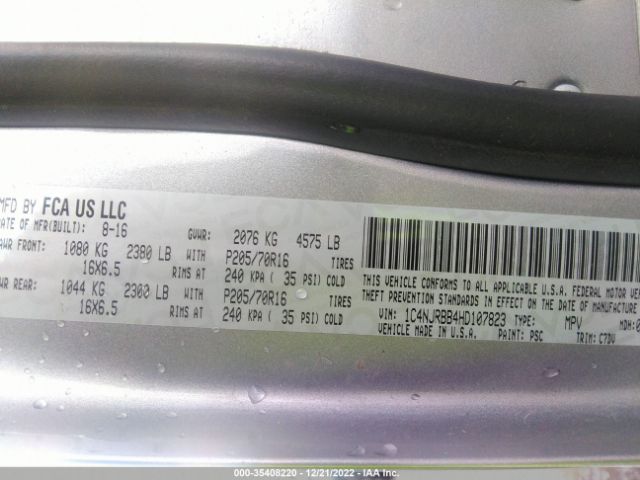 MFD BY FCA US LLC
DATE OF MFR(BUILT): 8-16 GVWR: 2076 KG 4575 LB
AWR FRONT: 1080 KG 2380 LB WITH P205/70R16 TIRES
16X6.5 RIMS AT 240 KPA ( 35 PSI) COLD
WR REAR: 1044 KG 2300 LB WITH P205/70R16 TIRES
16X6.5 RIMS AT 240 KPA ( 35 PSI) COLD
THIS VEHICLE CONFORMS TO ALL APPLICABLE U.S.A. FEDERAL MOTOR VEH
THEFT PREVENTION STANDARDS IN EFFECT ON THE DATE OF MANUFACTURE
VIN: 1C4NJRBB4HD107823 TYPE: MPV MDH:
VEHICLE MADE IN U.S.A. PAINT: PSC TRIM: C7DV
000-35408220 - 12/21/2022 - IAA Inc.